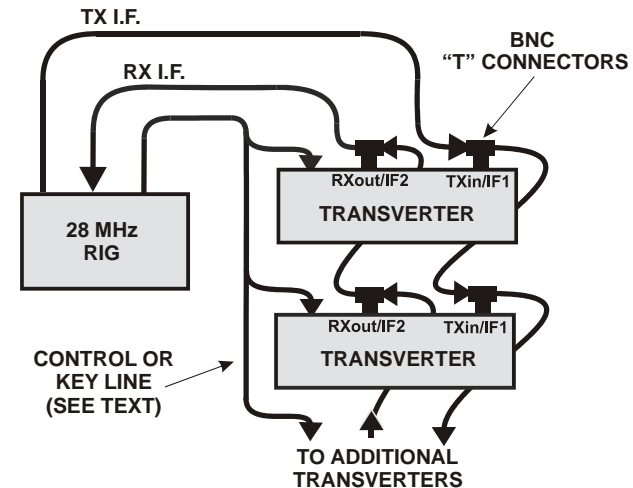 TX I.F.
BNC
“T” CONNECTORS
RX I.F.
RXout/IF2
TXin/IF1
TRANSVERTER
28 MHz
RIG
RXout/IF2
TXin/IF1
TRANSVERTER
CONTROL OR
KEY LINE
(SEE TEXT)
TO ADDITIONAL
TRANSVERTERS